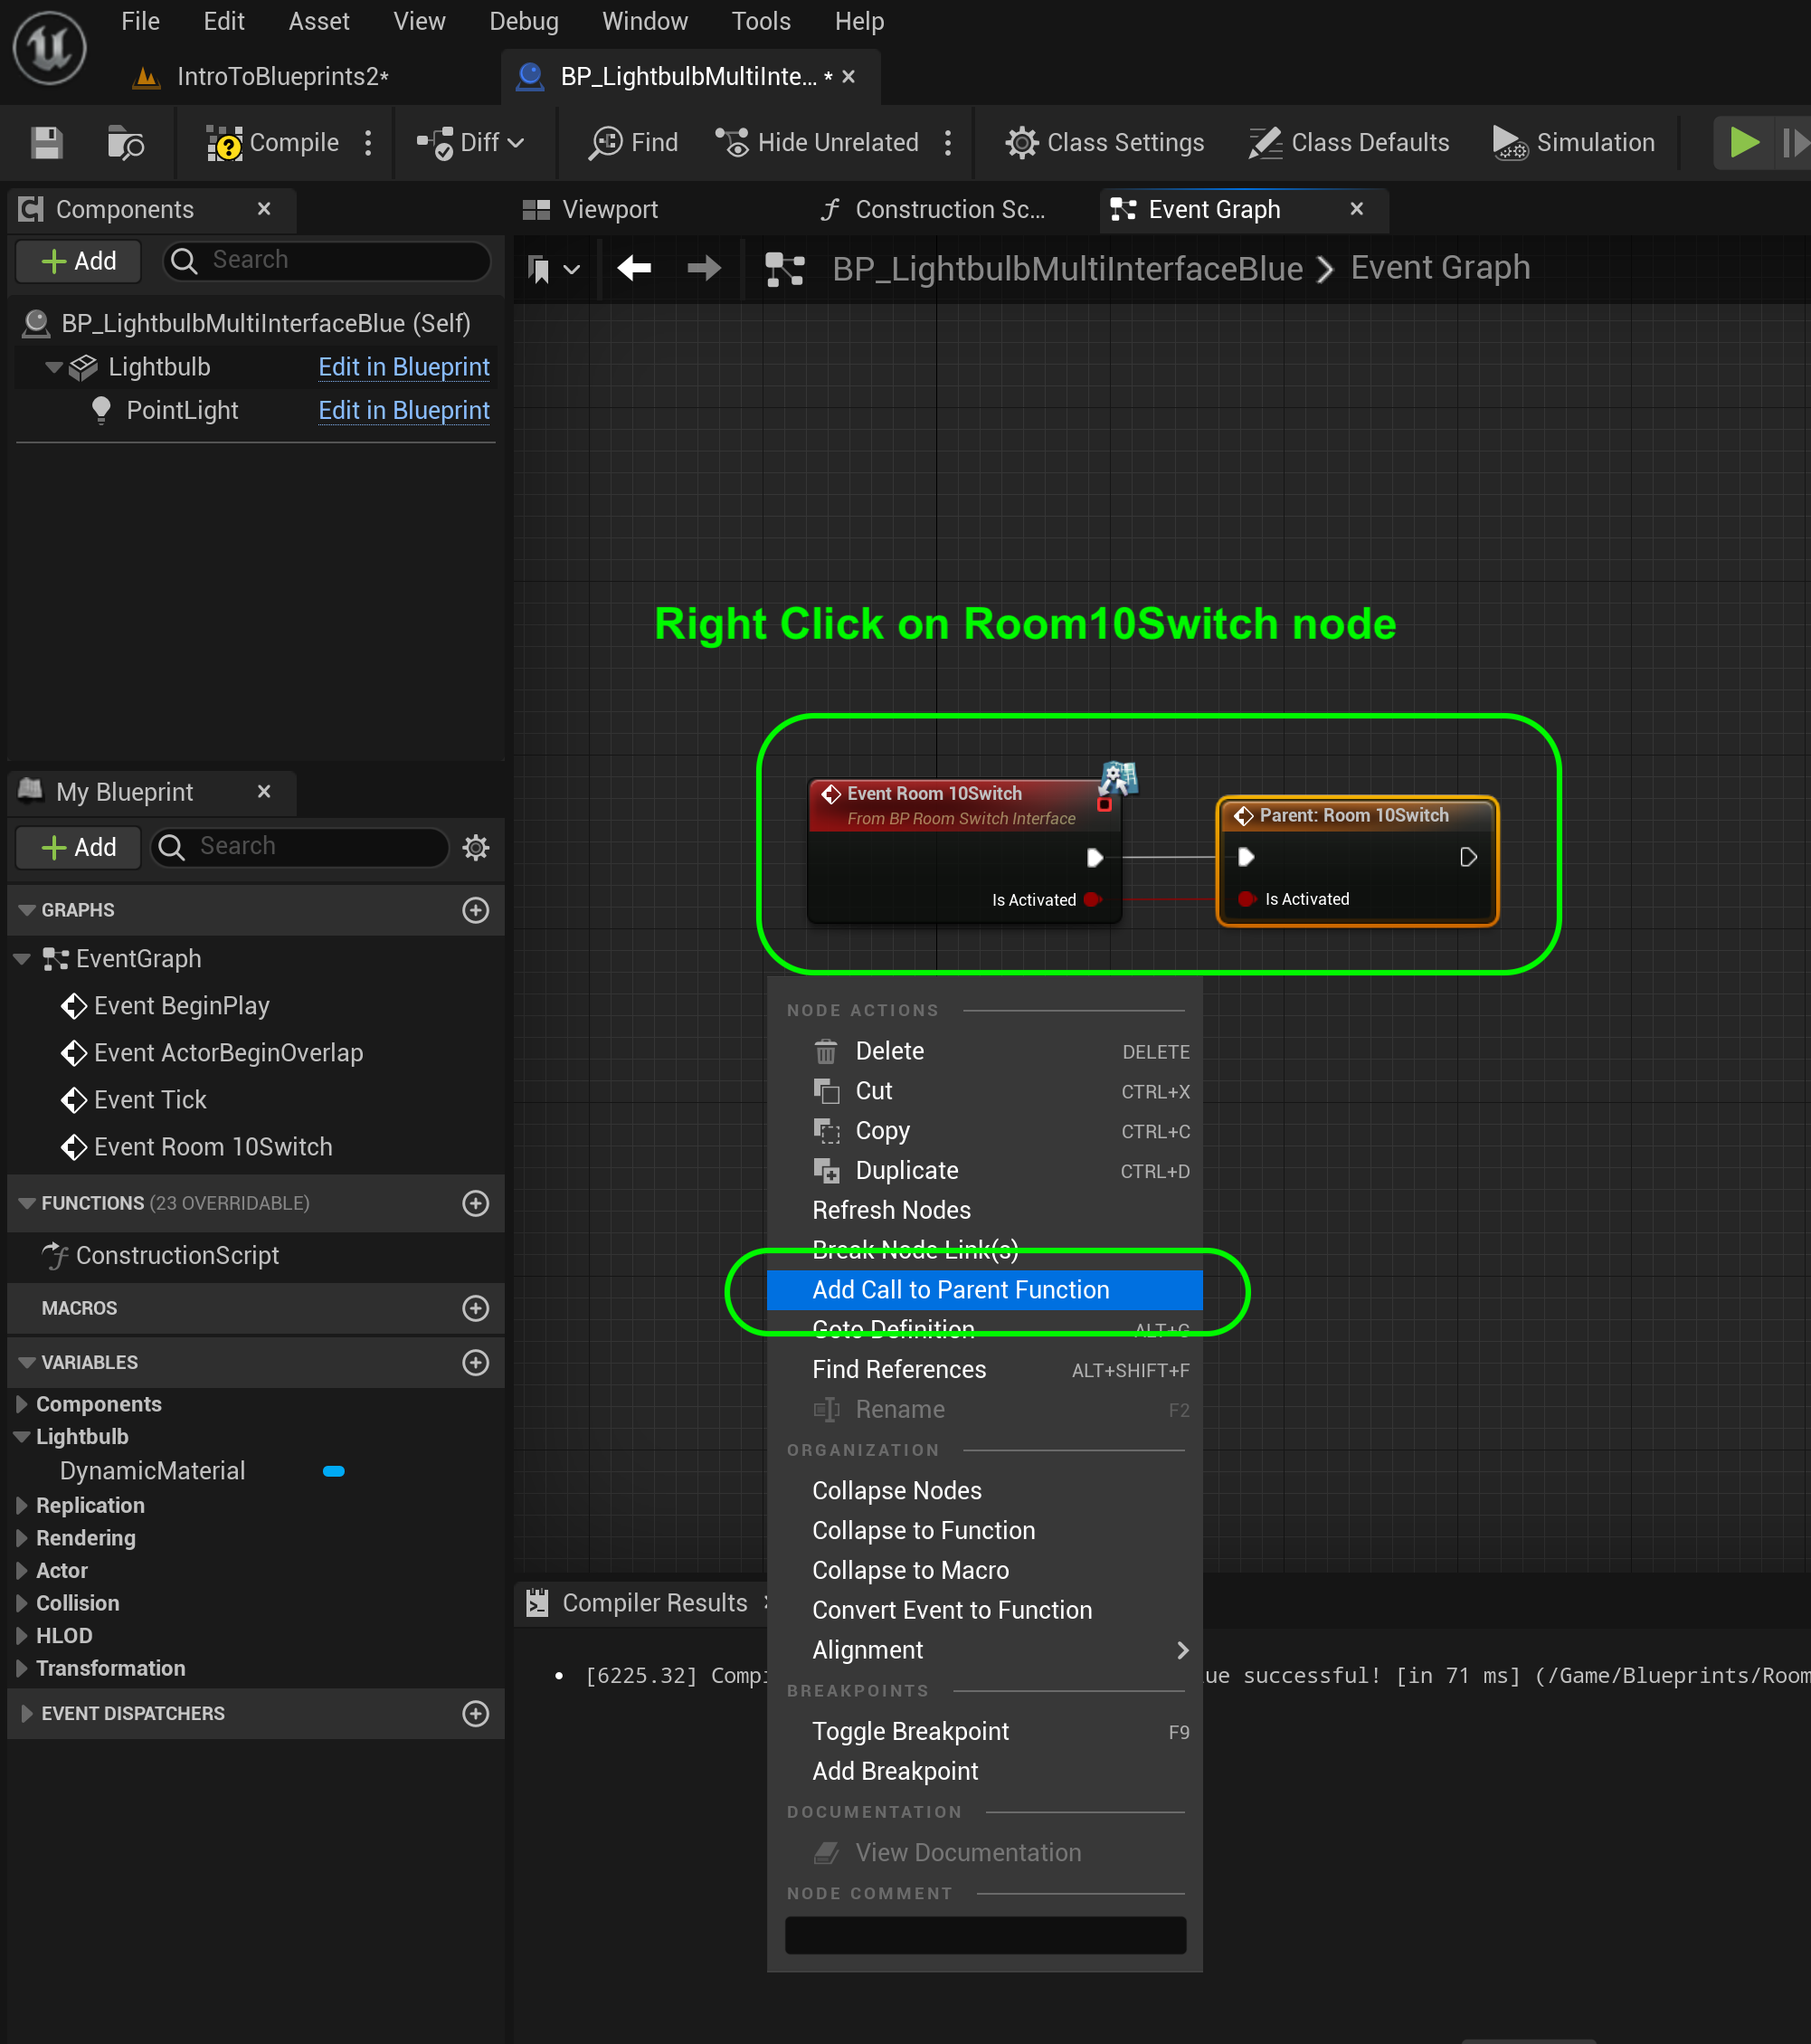 File Edit Asset View Debug Window Tools Help
IntroToBlueprints2*
BP_LightbulbMultiInte... *
Compile
Diff
Find
Hide Unrelated
Class Settings
Class Defaults
Simulation
Components
Add
Search
BP_LightbulbMultiInterfaceBlue (Self)
Lightbulb Edit in Blueprint
PointLight Edit in Blueprint
My Blueprint
Add
Search
GRAPHS
EventGraph
Event BeginPlay
Event ActorBeginOverlap
Event Tick
Event Room 10Switch
FUNCTIONS (23 OVERRIDABLE)
ConstructionScript
MACROS
VARIABLES
Components
Lightbulb
DynamicMaterial
Replication
Rendering
Actor
Collision
HLOD
Transformation
EVENT DISPATCHERS
Viewport
Construction Sc...
Event Graph
BP_LightbulbMultiInterfaceBlue > Event Graph
Right Click on Room10Switch node
Event Room 10Switch
From BP Room Switch Interface
Is Activated
Parent: Room 10Switch
Is Activated
NODE ACTIONS
Delete DELETE
Cut CTRL+X
Copy CTRL+C
Duplicate CTRL+D
Refresh Nodes
Break Node Link(s)
Add Call to Parent Function
Goto Definition ALT+G
Find References ALT+SHIFT+F
Rename F2
ORGANIZATION
Collapse Nodes
Collapse to Function
Collapse to Macro
Convert Event to Function
Alignment
BREAKPOINTS
Toggle Breakpoint F9
Add Breakpoint
DOCUMENTATION
View Documentation
NODE COMMENT
Compiler Results
[6225.32] Compi ue successful! [in 71 ms] (/Game/Blueprints/Room